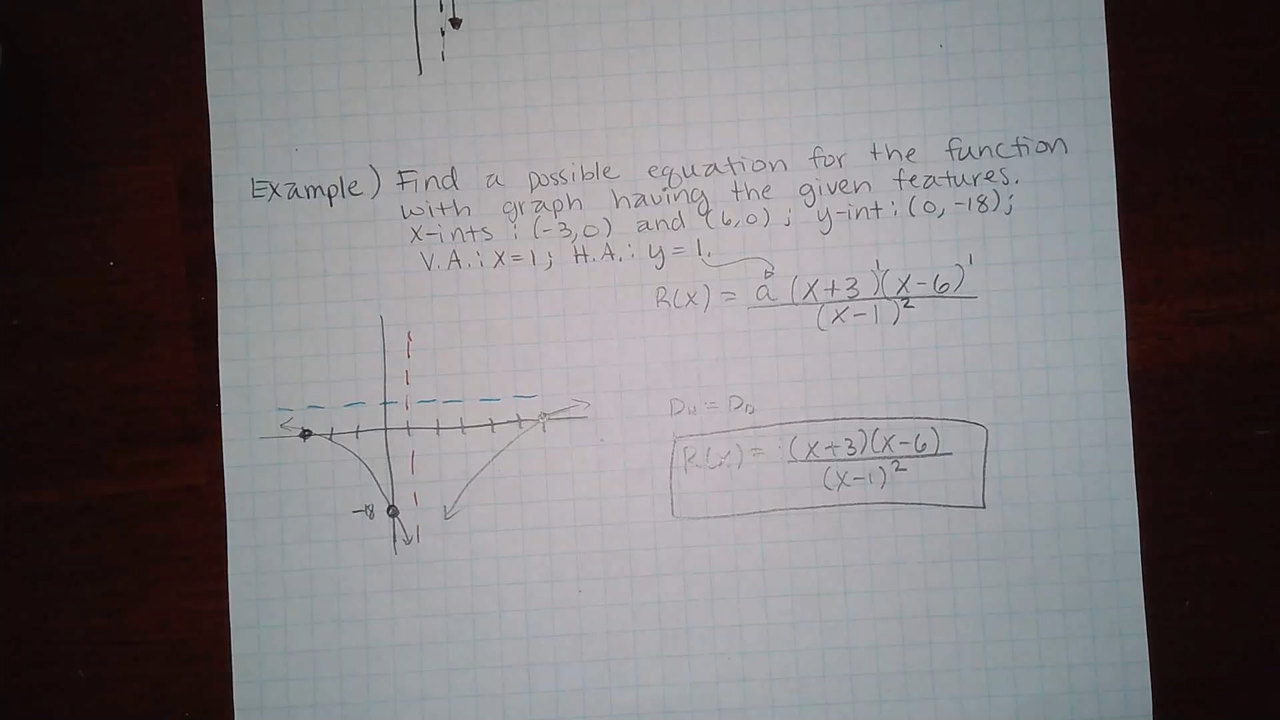 Example) Find a possible equation for the function
with graph having the given features.
x-ints : (-3,0) and (6,0) ; y-int : (0, -18);
V.A.: x=1; H.A.: y=1.
R(x) = a (x+3)^1 (x-6)^1 / (x-1)^2
D_N = D_D
R(x) = (x+3)(x-6) / (x-1)^2
-18